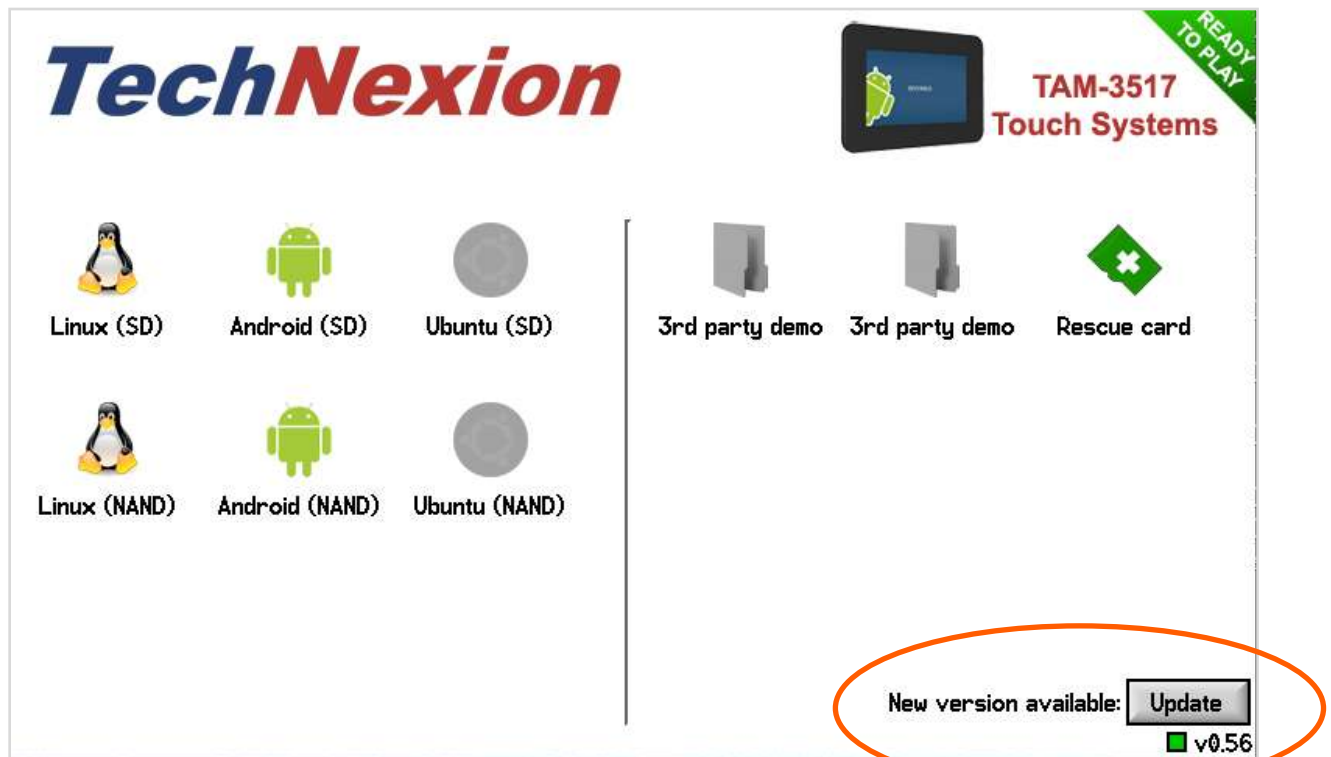 TechNexion
READY
TO PLAY
TAM-3517
Touch Systems
Linux (SD)
Android (SD)
Ubuntu (SD)
3rd party demo
3rd party demo
Rescue card
Linux (NAND)
Android (NAND)
Ubuntu (NAND)
New version available:
Update
v0.56